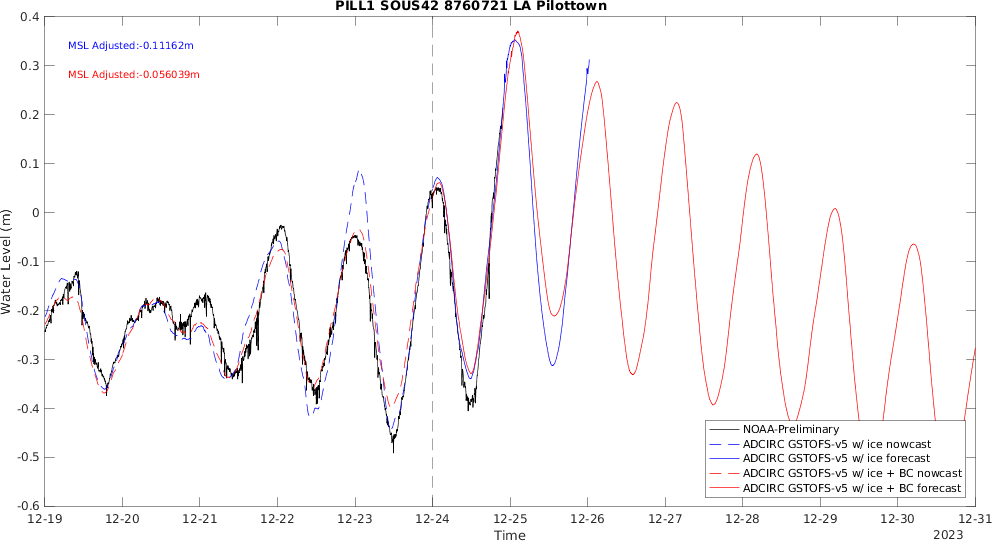 PILL1 SOUS42 8760721 LA Pilottown
MSL Adjusted:-0.11162m
MSL Adjusted:-0.056039m
Water Level (m)
0.4
0.3
0.2
0.1
0
-0.1
-0.2
-0.3
-0.4
-0.5
-0.6
NOAA-Preliminary
ADCIRC GSTOFS-v5 w/ ice nowcast
ADCIRC GSTOFS-v5 w/ ice forecast
ADCIRC GSTOFS-v5 w/ ice + BC nowcast
ADCIRC GSTOFS-v5 w/ ice + BC forecast
12-19 12-20 12-21 12-22 12-23 12-24 12-25 12-26 12-27 12-28 12-29 12-30 12-31
Time
2023